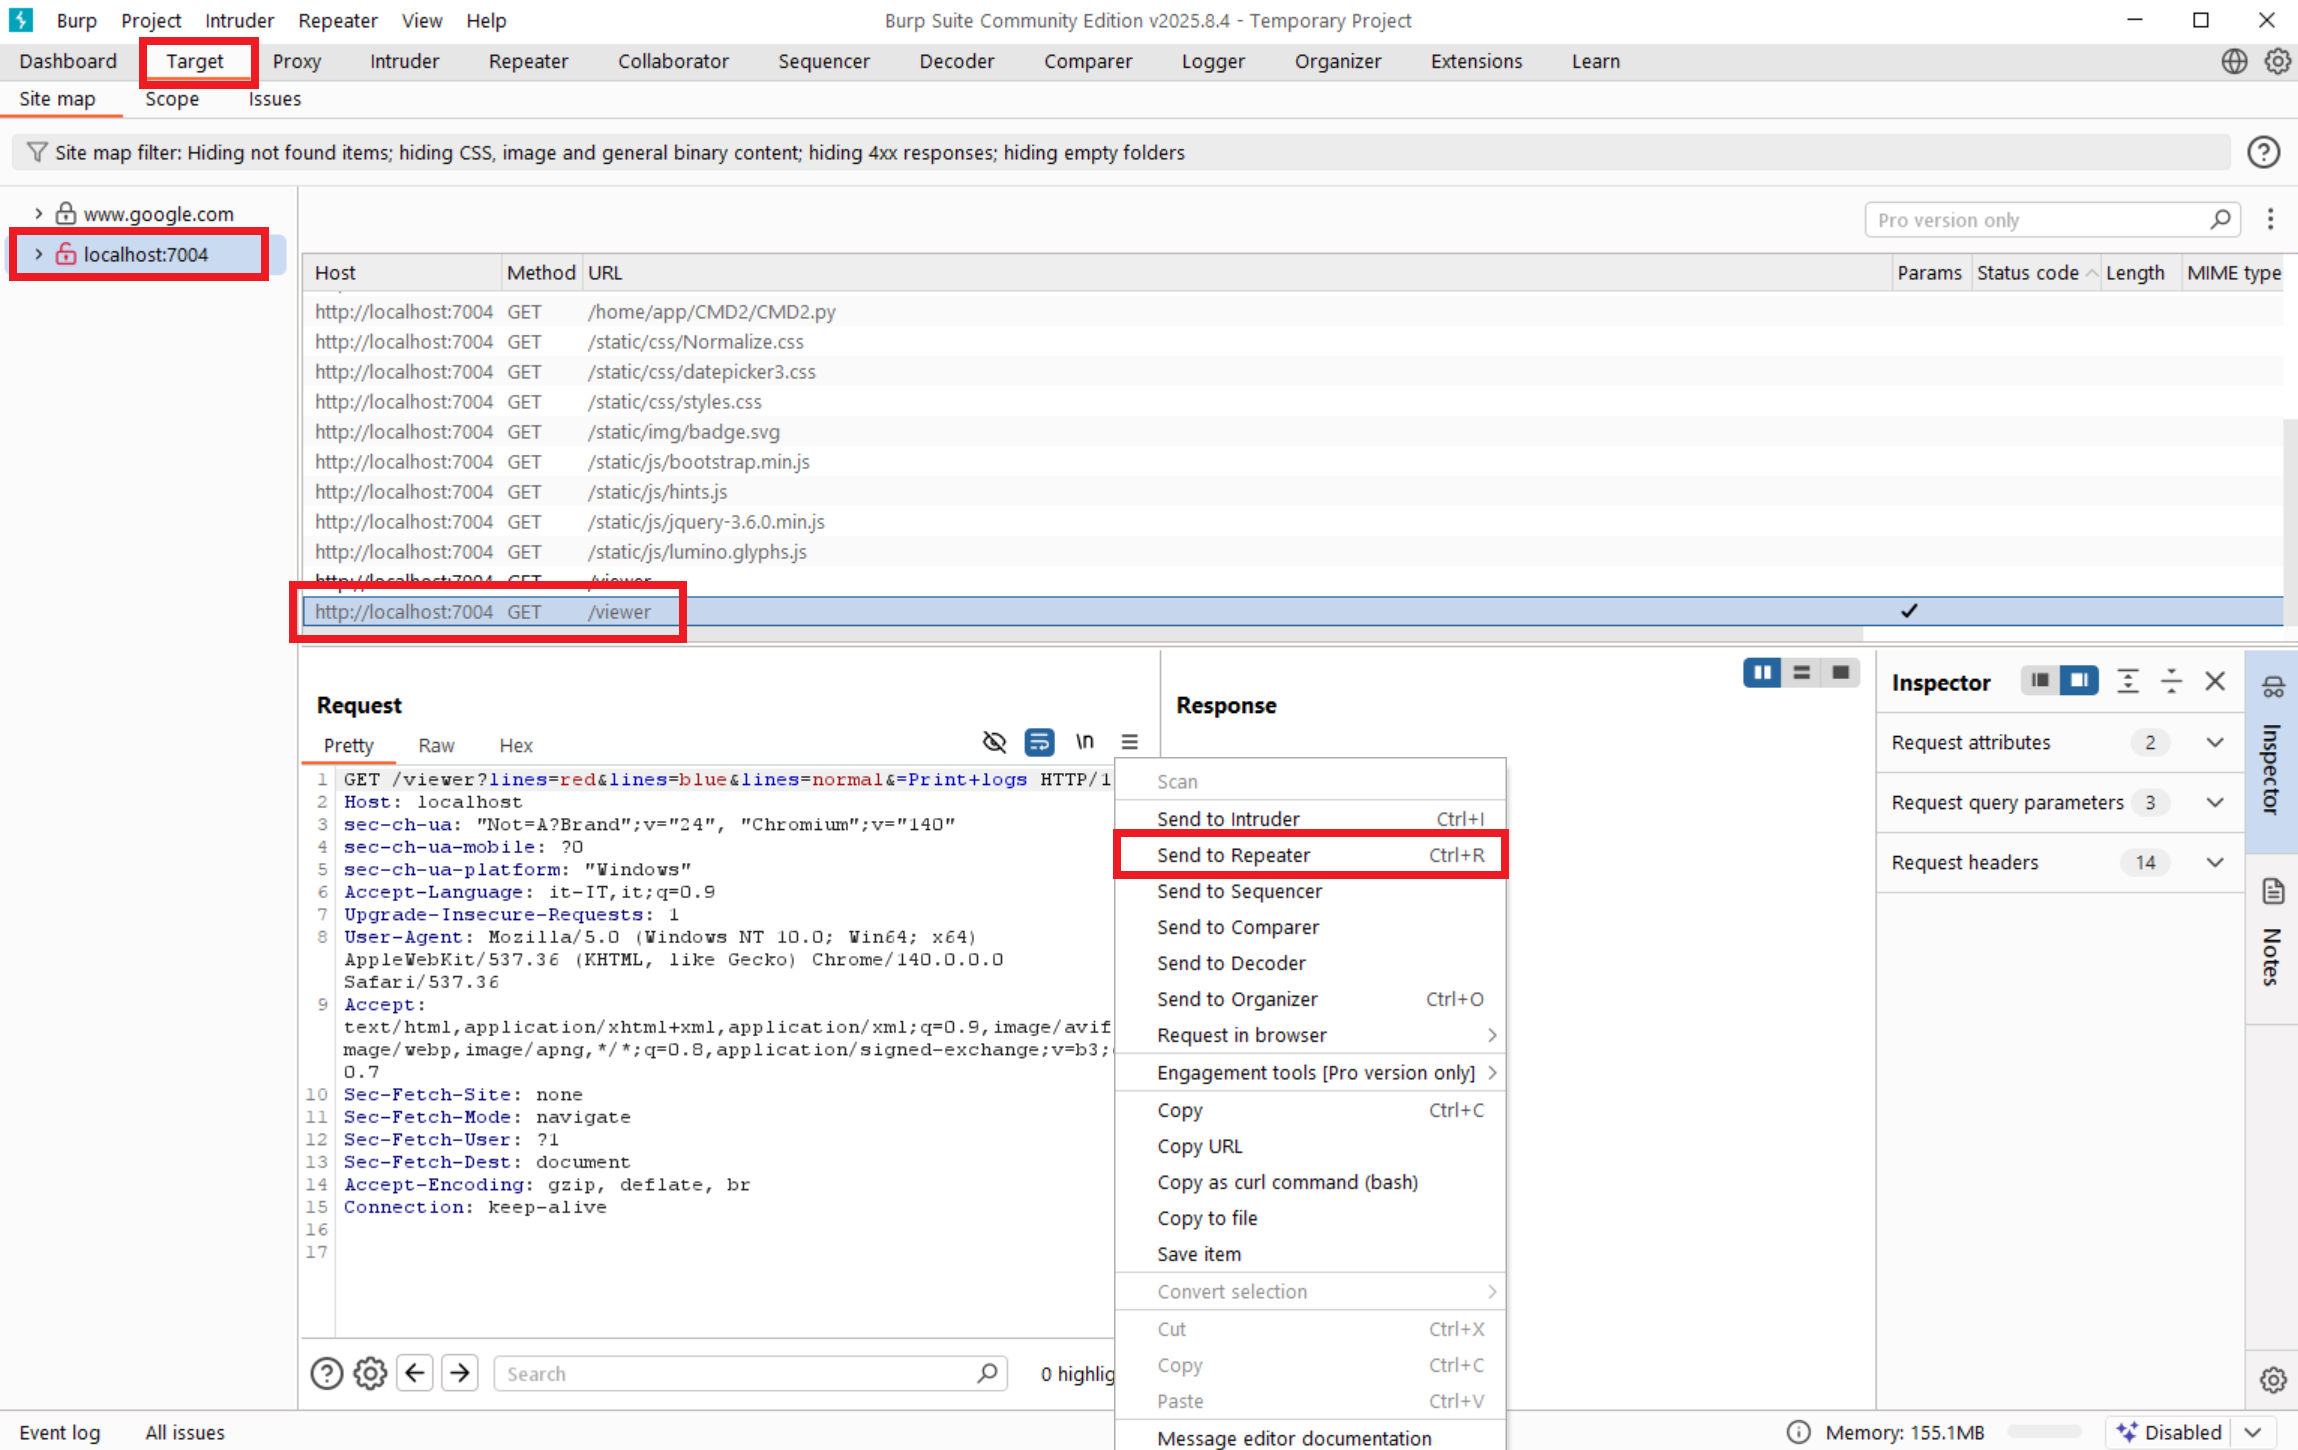 Burp Project Intruder Repeater View Help Burp Suite Community Edition v2025.8.4 - Temporary Project
Dashboard Target Proxy Intruder Repeater Collaborator Sequencer Decoder Comparer Logger Organizer Extensions Learn
Site map Scope Issues
Site map filter: Hiding not found items; hiding CSS, image and general binary content; hiding 4xx responses; hiding empty folders
www.google.com
localhost:7004
Pro version only
Host Method URL Params Status code Length MIME type
http://localhost:7004 GET /home/app/CMD2/CMD2.py
http://localhost:7004 GET /static/css/Normalize.css
http://localhost:7004 GET /static/css/datepicker3.css
http://localhost:7004 GET /static/css/styles.css
http://localhost:7004 GET /static/img/badge.svg
http://localhost:7004 GET /static/js/bootstrap.min.js
http://localhost:7004 GET /static/js/hints.js
http://localhost:7004 GET /static/js/jquery-3.6.0.min.js
http://localhost:7004 GET /static/js/lumino.glyphs.js
http://localhost:7004 GET /viewer
http://localhost:7004 GET /viewer
Request
Pretty Raw Hex \n
1 GET /viewer?lines=red&lines=blue&lines=normal&=Print+logs HTTP/1
2 Host: localhost
3 sec-ch-ua: "Not=A?Brand";v="24", "Chromium";v="140"
4 sec-ch-ua-mobile: ?0
5 sec-ch-ua-platform: "Windows"
6 Accept-Language: it-IT,it;q=0.9
7 Upgrade-Insecure-Requests: 1
8 User-Agent: Mozilla/5.0 (Windows NT 10.0; Win64; x64)
AppleWebKit/537.36 (KHTML, like Gecko) Chrome/140.0.0.0
Safari/537.36
9 Accept:
text/html,application/xhtml+xml,application/xml;q=0.9,image/avif
mage/webp,image/apng,*/*;q=0.8,application/signed-exchange;v=b3;
0.7
10 Sec-Fetch-Site: none
11 Sec-Fetch-Mode: navigate
12 Sec-Fetch-User: ?1
13 Sec-Fetch-Dest: document
14 Accept-Encoding: gzip, deflate, br
15 Connection: keep-alive
16
17
Search 0 highlig
Response
Scan
Send to Intruder Ctrl+I
Send to Repeater Ctrl+R
Send to Sequencer
Send to Comparer
Send to Decoder
Send to Organizer Ctrl+O
Request in browser
Engagement tools [Pro version only]
Copy Ctrl+C
Copy URL
Copy as curl command (bash)
Copy to file
Save item
Convert selection
Cut Ctrl+X
Copy Ctrl+C
Paste Ctrl+V
Message editor documentation
Inspector
Request attributes 2
Request query parameters 3
Request headers 14
Inspector
Notes
Event log All issues Memory: 155.1MB Disabled